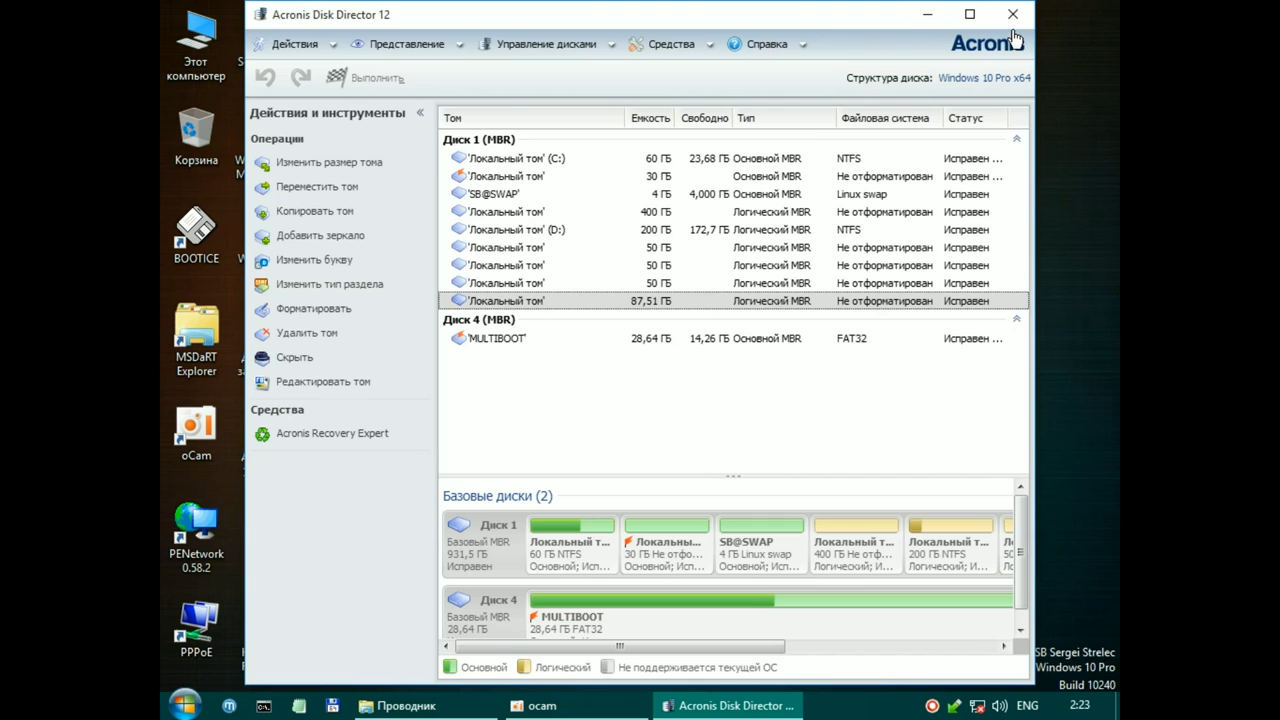 Acronis Disk Director 12
Действия
Представление
Управление дисками
Средства
Справка
Acronis
Выполнить
Структура диска: Windows 10 Pro x64
Действия и инструменты
Операции
Изменить размер тома
Переместить том
Копировать том
Добавить зеркало
Изменить букву
Изменить тип раздела
Форматировать
Удалить том
Скрыть
Редактировать том
Средства
Acronis Recovery Expert
Том Емкость Свободно Тип Файловая система Статус
Диск 1 (MBR)
'Локальный том' (C:) 60 ГБ 23,68 ГБ Основной MBR NTFS Исправен ...
'Локальный том' 30 ГБ Основной MBR Не отформатирован Исправен ...
'SB@SWAP' 4 ГБ 4,000 ГБ Основной MBR Linux swap Исправен
'Локальный том' 400 ГБ Логический MBR Не отформатирован Исправен
'Локальный том' (D:) 200 ГБ 172,7 ГБ Логический MBR NTFS Исправен
'Локальный том' 50 ГБ Логический MBR Не отформатирован Исправен
'Локальный том' 50 ГБ Логический MBR Не отформатирован Исправен
'Локальный том' 50 ГБ Логический MBR Не отформатирован Исправен
'Локальный том' 87,51 ГБ Логический MBR Не отформатирован Исправен
Диск 4 (MBR)
'MULTIBOOT' 28,64 ГБ 14,26 ГБ Основной MBR FAT32 Исправен ...
Базовые диски (2)
Диск 1
Базовый MBR
931,5 ГБ
Исправен
Локальный т...
60 ГБ NTFS
Основной; Исп...
Локальны...
30 ГБ Не отфо...
Основной; Исп...
SB@SWAP
4 ГБ Linux swap
Основной; Исп...
Локальный т...
400 ГБ Не отф...
Логический; И...
Локальный т...
200 ГБ NTFS
Логический; И...
Диск 4
Базовый MBR
28,64 ГБ
MULTIBOOT
28,64 ГБ FAT32
Основной
Логический
Не поддерживается текущей ОС
Этот
компьютер
Корзина
BOOTICE
MSDaRT
Explorer
oCam
PENetwork
0.58.2
PPPoE
SB Sergei Strelec
Windows 10 Pro
Build 10240
Проводник
ocam
Acronis Disk Director ...
ENG
2:23